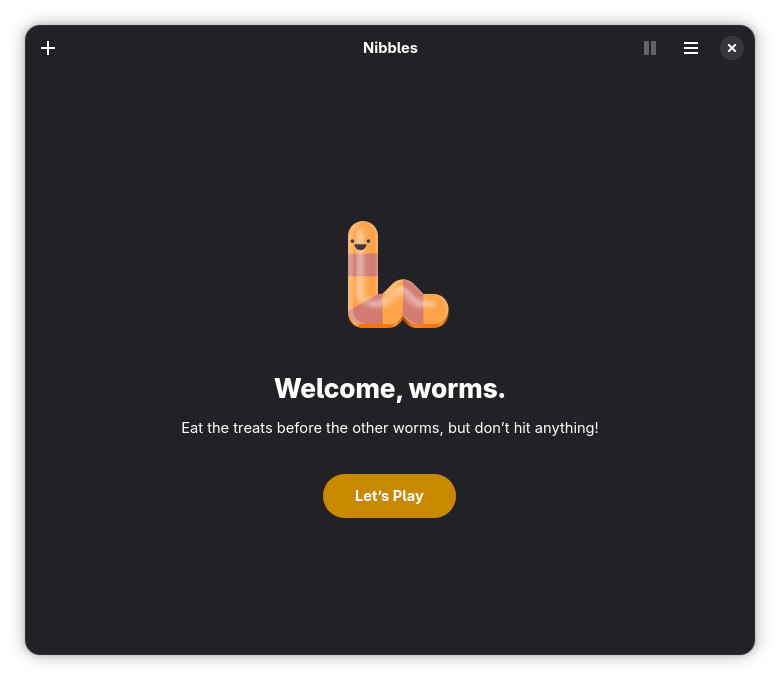 Nibbles
Welcome, worms.
Eat the treats before the other worms, but don’t hit anything!
Let’s Play